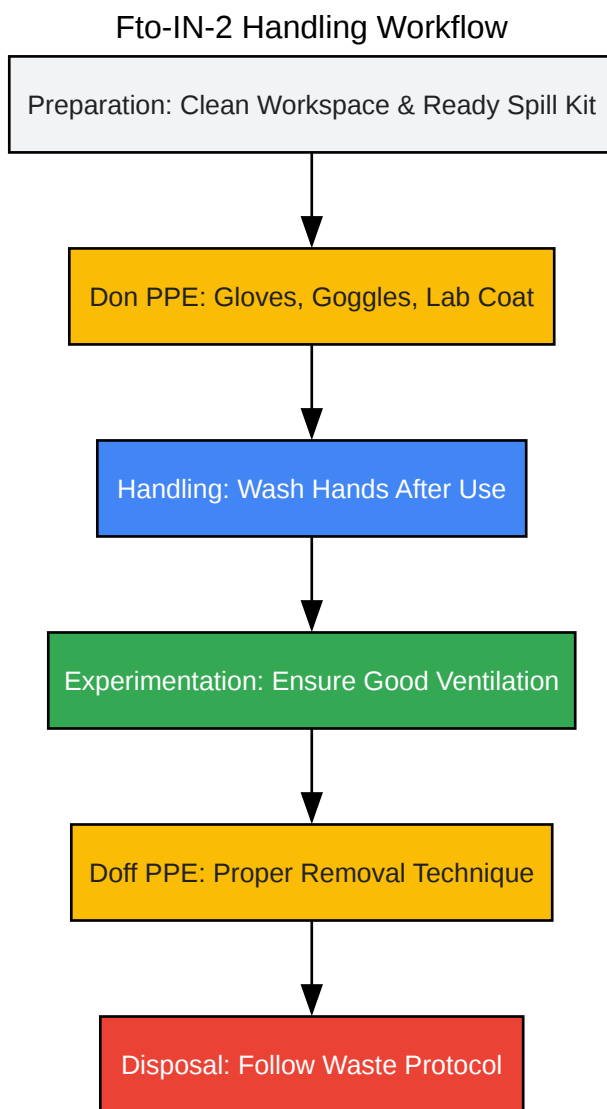 Fto-IN-2 Handling Workflow
Preparation: Clean Workspace & Ready Spill Kit
Don PPE: Gloves, Goggles, Lab Coat
Handling: Wash Hands After Use
Experimentation: Ensure Good Ventilation
Doff PPE: Proper Removal Technique
Disposal: Follow Waste Protocol